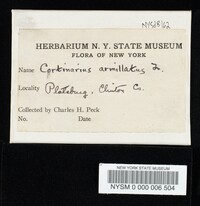 HERBARIUM N. Y. STATE MUSEUM
FLORA OF NEW YORK
Name Cortinarius armillatus Fr.
Locality Plattsburg, Clinton Co.
Collected by Charles H. Peck
No. Date
NEW YORK STATE MUSEUM
NYSM 0 000 006 504